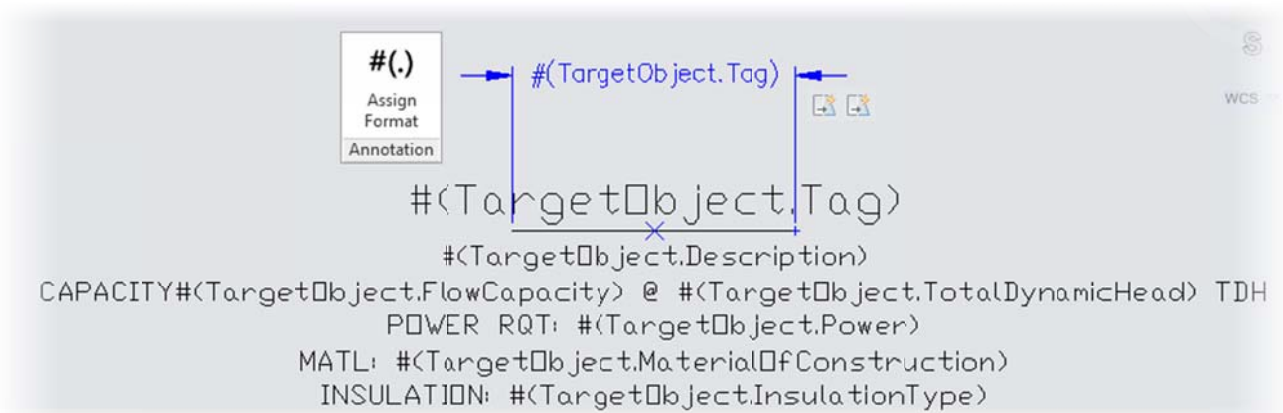 #(.)
Assign
Format
Annotation
#(TargetObject.Tag)
WCS
#(TargetObject.Tag)
#(TargetObject.Description)
CAPACITY#(TargetObject.FlowCapacity) @ #(TargetObject.TotalDynamicHead) TDH
POWER RQT: #(TargetObject.Power)
MATL: #(TargetObject.MaterialOfConstruction)
INSULATION: #(TargetObject.InsulationType)